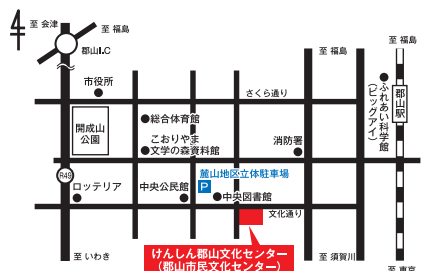 至 会津
至 福島
郡山I.C
至 福島
至 福島
市役所
さくら通り
ふれあい科学館
(ビッグアイ)
郡山駅
開成山
公園
総合体育館
こおりやま
文学の森資料館
消防署
麓山地区立体駐車場
P
R49
ロッテリア
中央公民館
中央図書館
文化通り
けんしん郡山文化センター
(郡山市民文化センター)
至 いわき
至 須賀川
至 東京